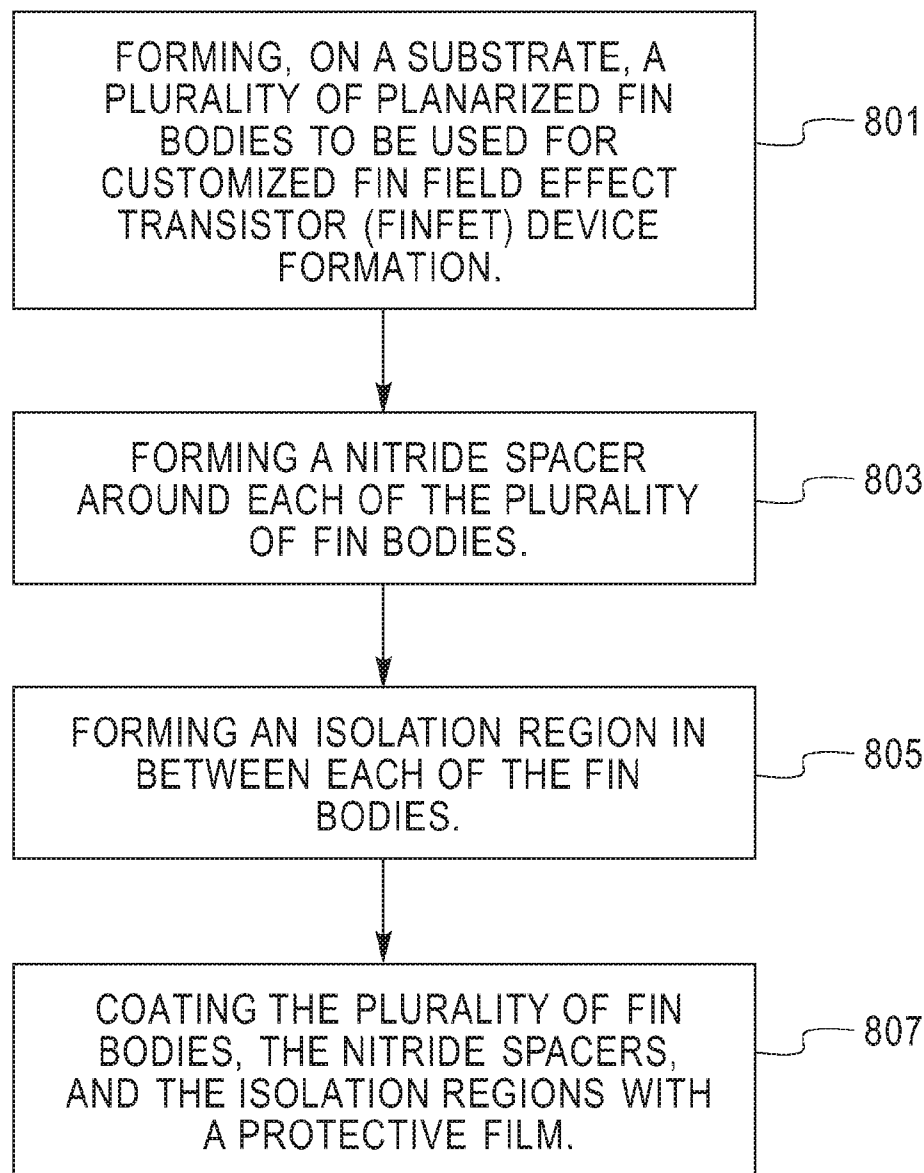 FORMING, ON A SUBSTRATE, A
PLURALITY OF PLANARIZED FIN
BODIES TO BE USED FOR
CUSTOMIZED FIN FIELD EFFECT
TRANSISTOR (FINFET) DEVICE
FORMATION.
801
FORMING A NITRIDE SPACER
AROUND EACH OF THE PLURALITY
OF FIN BODIES.
803
FORMING AN ISOLATION REGION IN
BETWEEN EACH OF THE FIN
BODIES.
805
COATING THE PLURALITY OF FIN
BODIES, THE NITRIDE SPACERS,
AND THE ISOLATION REGIONS WITH
A PROTECTIVE FILM.
807